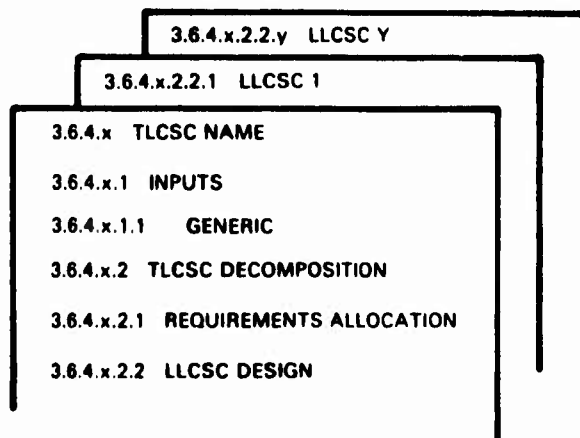 3.6.4.x.2.2.y LLCSC Y
3.6.4.x.2.2.1 LLCSC 1
3.6.4.x TLCSC NAME
3.6.4.x.1 INPUTS
3.6.4.x.1.1 GENERIC
3.6.4.x.2 TLCSC DECOMPOSITION
3.6.4.x.2.1 REQUIREMENTS ALLOCATION
3.6.4.x.2.2 LLCSC DESIGN